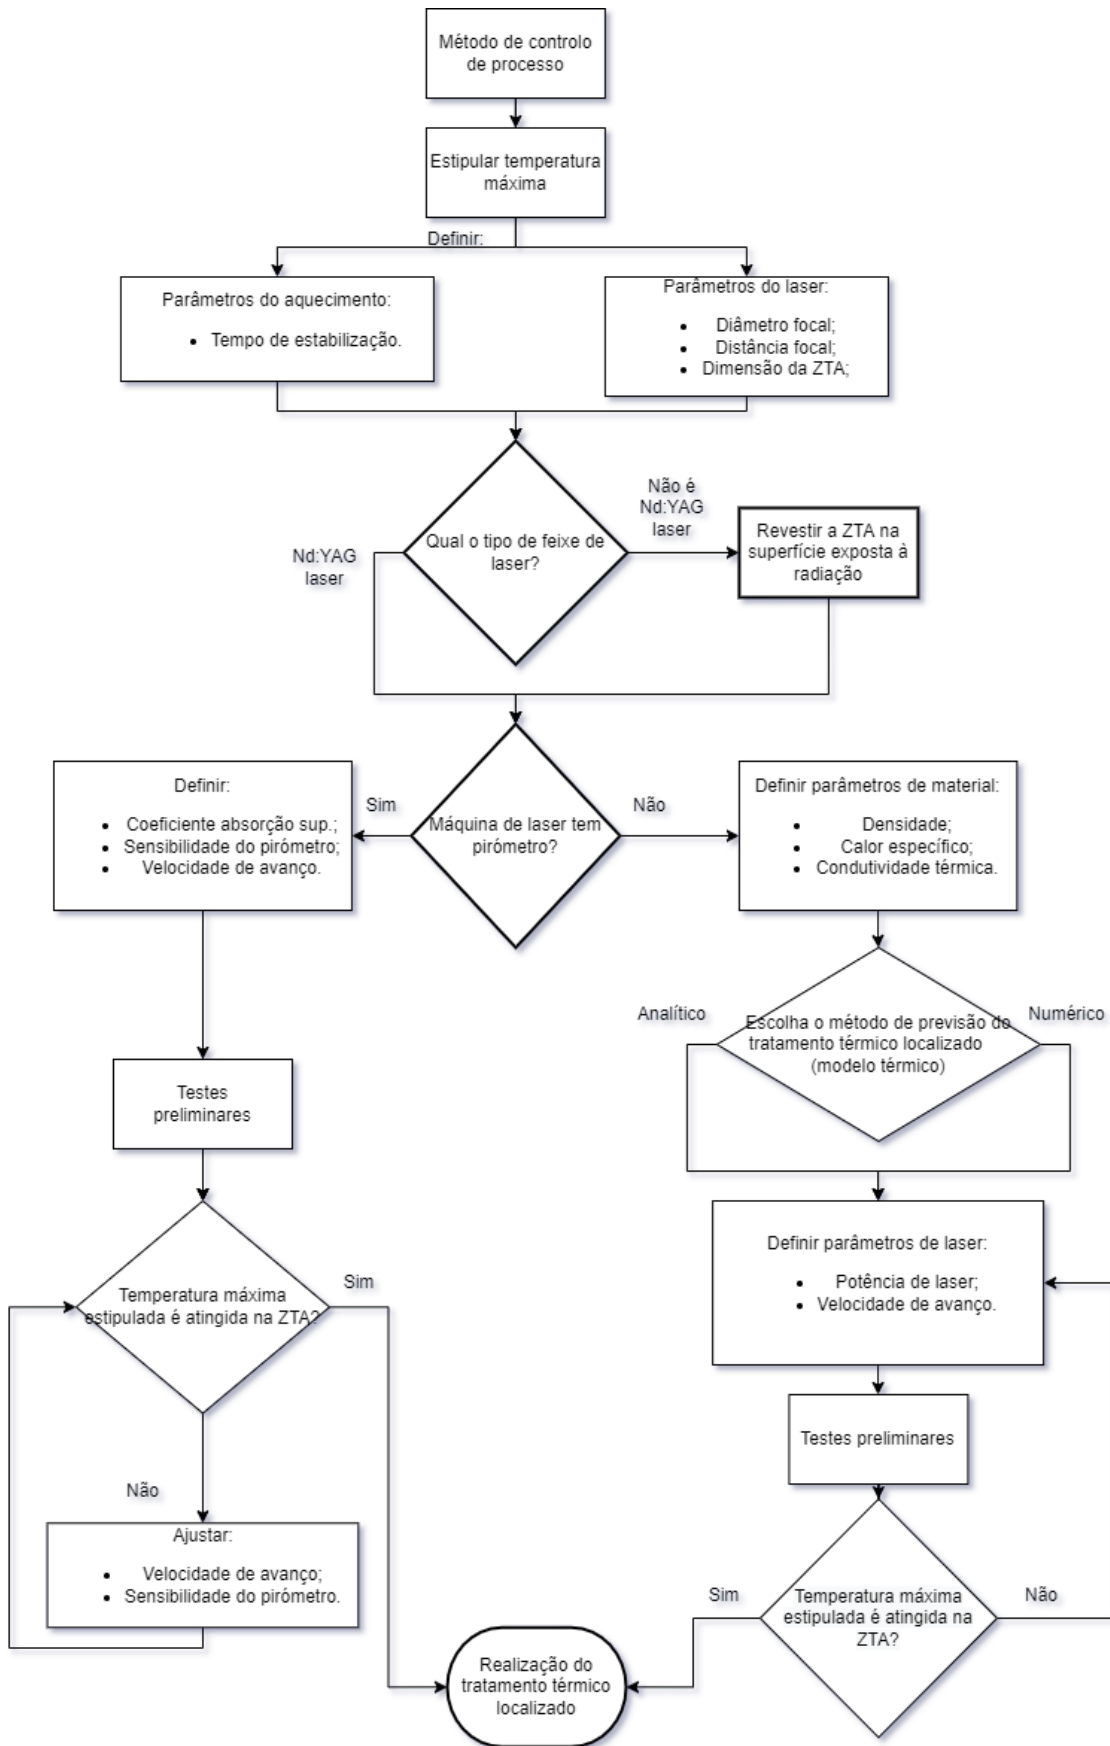 Método de controlo
de processo
Estipular temperatura
máxima
Definir:
Parâmetros do aquecimento:
• Tempo de estabilização.
Parâmetros do laser:
• Diâmetro focal;
• Distância focal;
• Dimensão da ZTA;
Qual o tipo de feixe de
laser?
Nd:YAG
laser
Não é
Nd:YAG
laser
Revestir a ZTA na
superfície exposta à
radiação
Máquina de laser tem
pirómetro?
Sim
Não
Definir:
• Coeficiente absorção sup.;
• Sensibilidade do pirómetro;
• Velocidade de avanço.
Definir parâmetros de material:
• Densidade;
• Calor específico;
• Condutividade térmica.
Analítico
Escolha o método de previsão do
tratamento térmico localizado
(modelo térmico)
Numérico
Testes
preliminares
Definir parâmetros de laser:
• Potência de laser;
• Velocidade de avanço.
Temperatura máxima
estipulada é atingida na ZTA?
Sim
Não
Ajustar:
• Velocidade de avanço;
• Sensibilidade do pirómetro.
Testes preliminares
Temperatura máxima
estipulada é atingida na
ZTA?
Sim
Não
Realização do
tratamento térmico
localizado